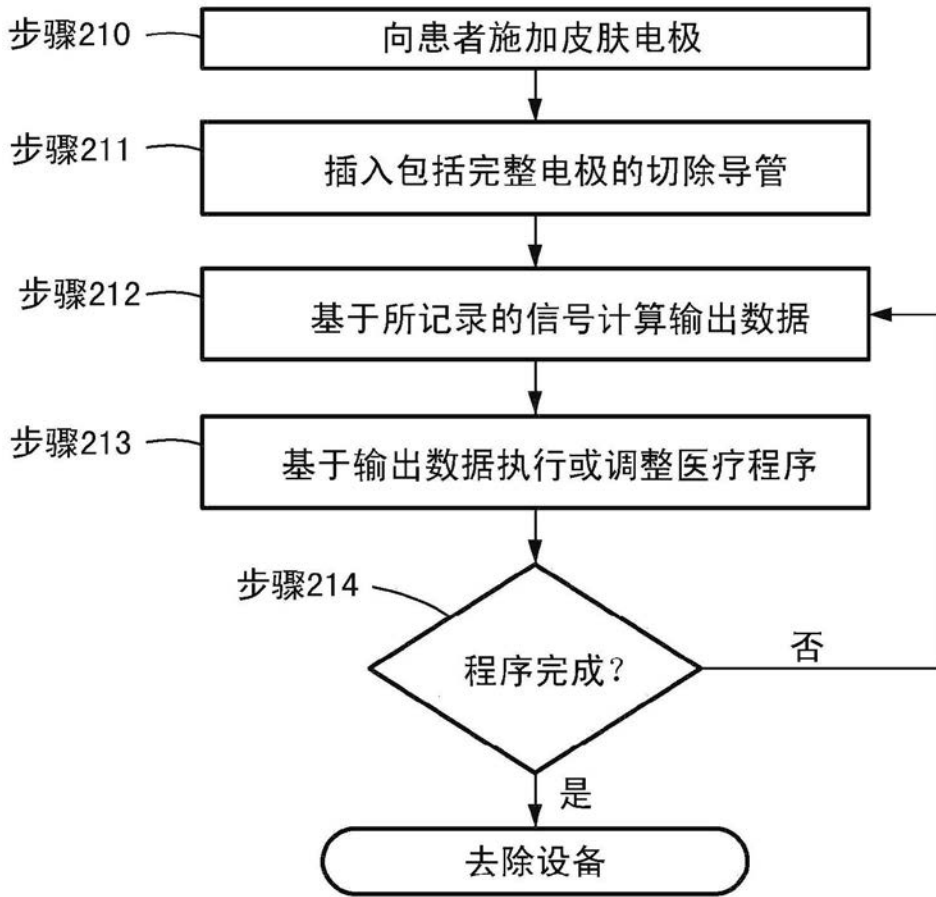 步骤210
向患者施加皮肤电极
步骤211
插入包括完整电极的切除导管
步骤212
基于所记录的信号计算输出数据
步骤213
基于输出数据执行或调整医疗程序
步骤214
程序完成？
否
是
去除设备